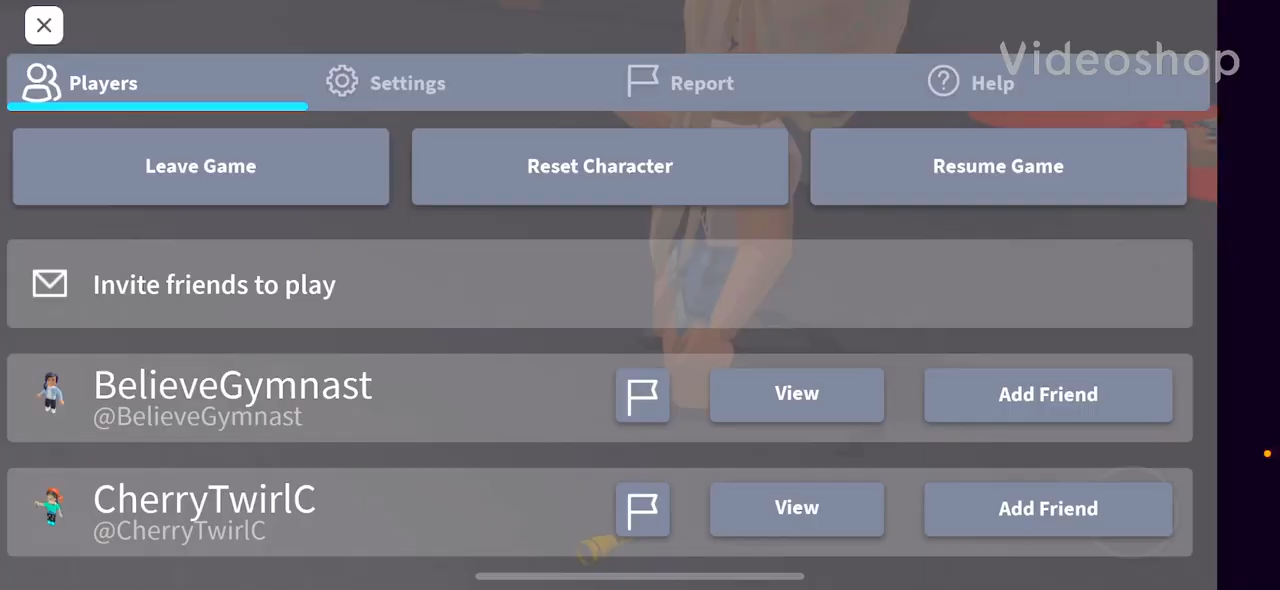 Videoshop
Players
Settings
Report
Help
Leave Game
Reset Character
Resume Game
Invite friends to play
BelieveGymnast
@BelieveGymnast
View
Add Friend
CherryTwirlC
@CherryTwirlC
View
Add Friend